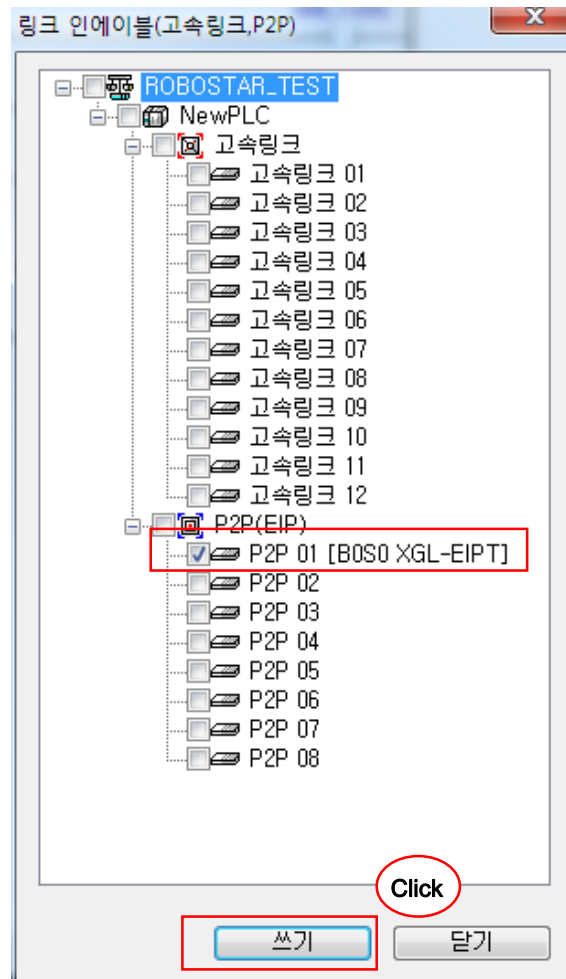 링크 인에이블(고속링크,P2P)
x
ROBOSTAR_TEST
NewPLC
고속링크
고속링크 01
고속링크 02
고속링크 03
고속링크 04
고속링크 05
고속링크 06
고속링크 07
고속링크 08
고속링크 09
고속링크 10
고속링크 11
고속링크 12
P2P(EIP)
P2P 01 [B0S0 XGL-EIPT]
P2P 02
P2P 03
P2P 04
P2P 05
P2P 06
P2P 07
P2P 08
Click
쓰기 닫기